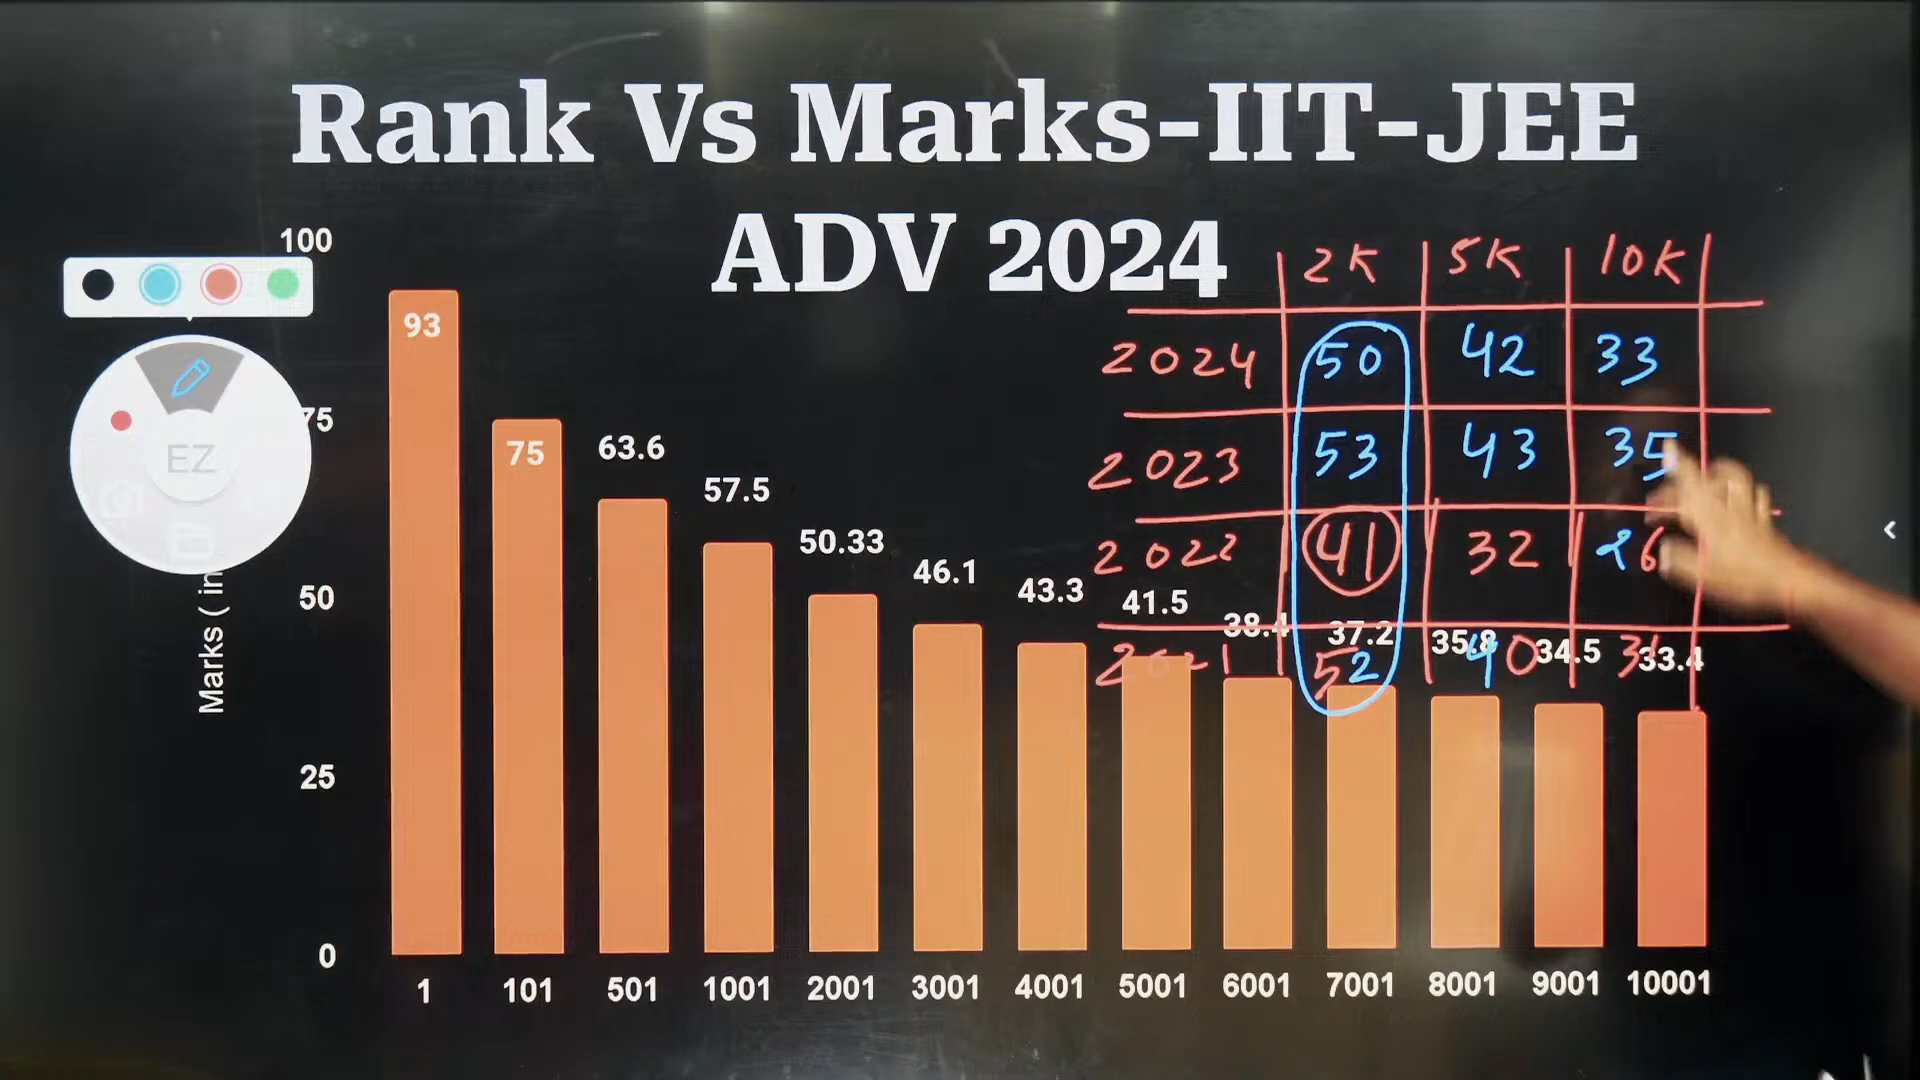 Rank Vs Marks-IIT-JEE
ADV 2024
100
75
50
25
0
Marks ( in
EZ
93
75
63.6
57.5
50.33
46.1
43.3
41.5
38.4
37.2
35.8
34.5
33.4
1 101 501 1001 2001 3001 4001 5001 6001 7001 8001 9001 10001
2K 5K 10K
2024 50 42 33
2023 53 43 35
2022 41 32 26
2021 52 40